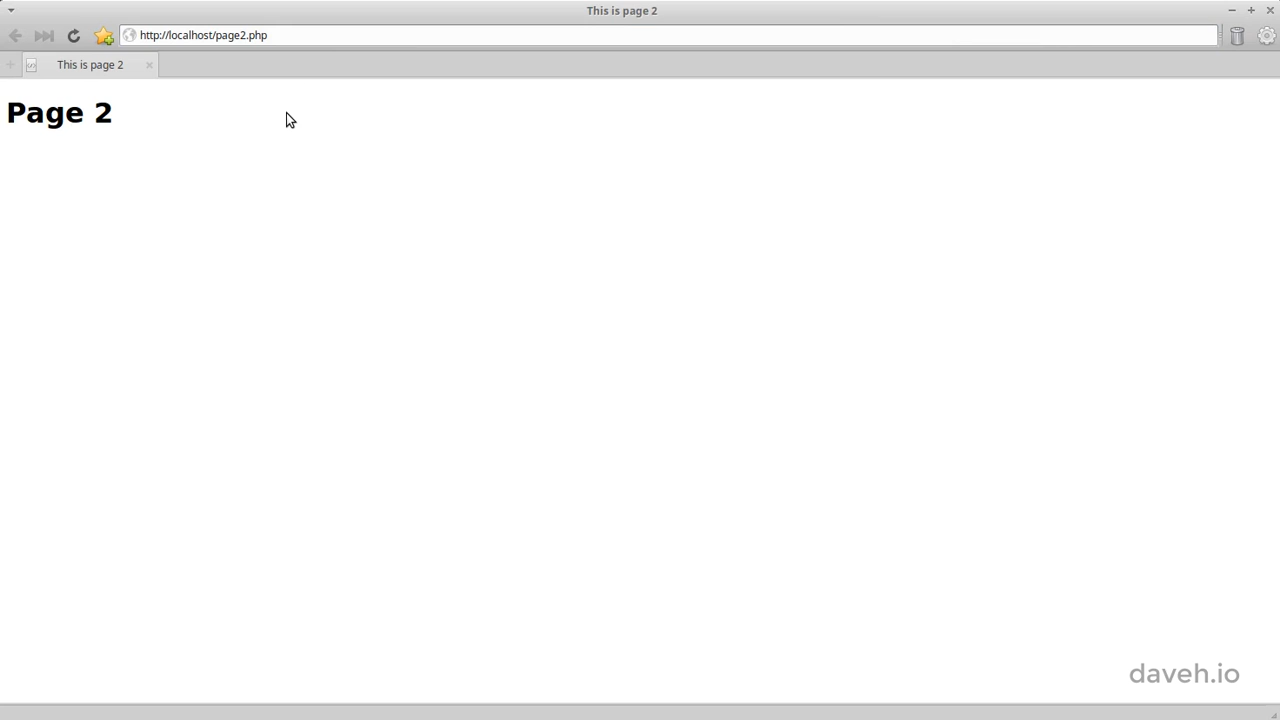 This is page 2
http://localhost/page2.php
This is page 2
Page 2
daveh.io